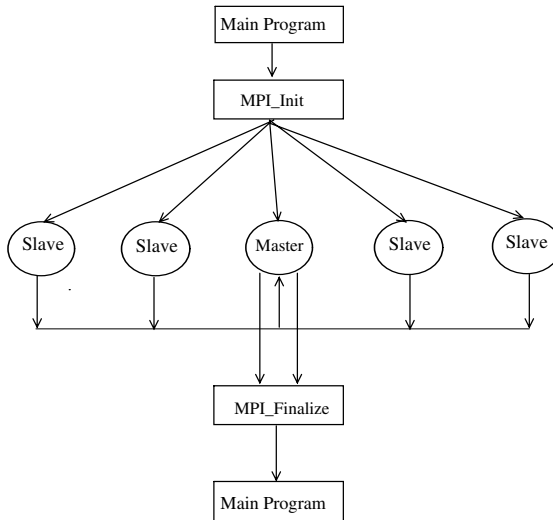 Main Program
MPI_Init
Slave
Slave
Master
Slave
Slave
MPI_Finalize
Main Program